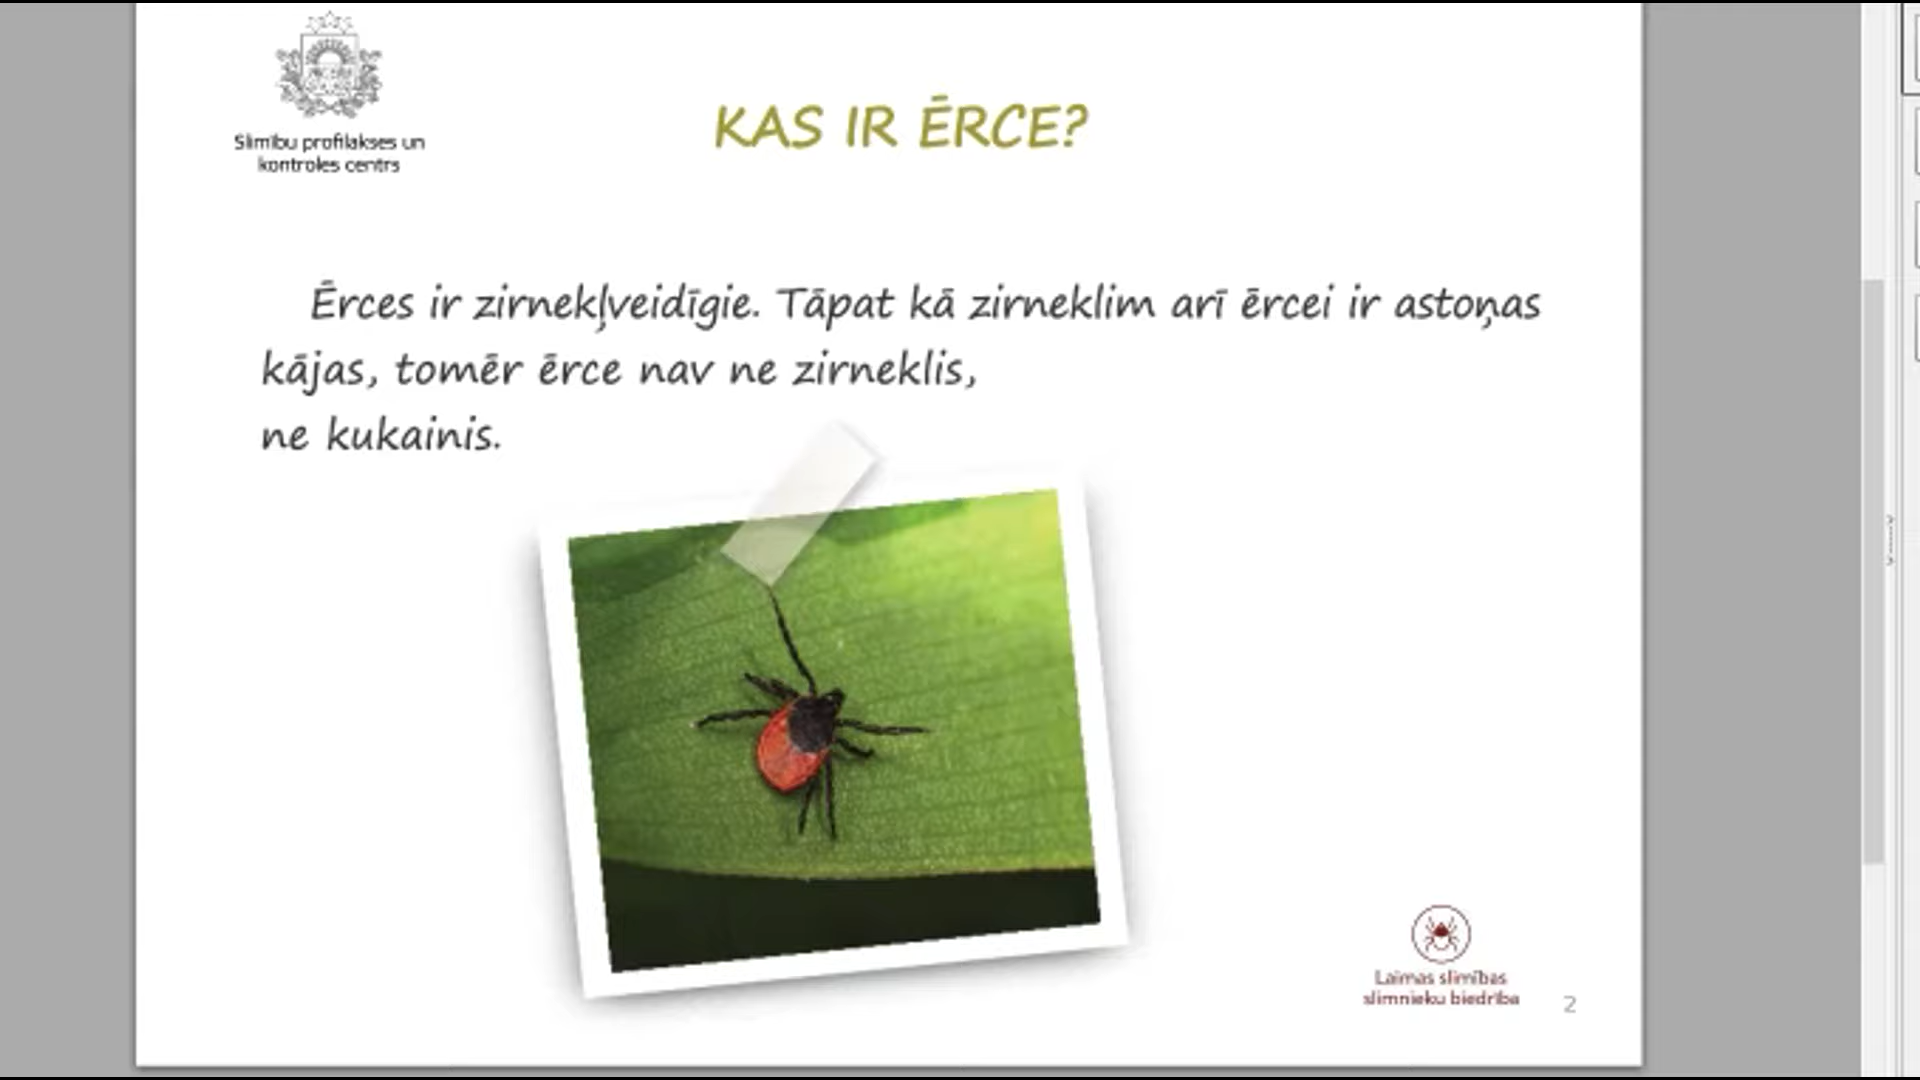 Slimību profilakses un
kontroles centrs
KAS IR ĒRCE?
Ērces ir zirnekļveidīgie. Tāpat kā zirneklim arī ērcei ir astoņas
kājas, tomēr ērce nav ne zirneklis,
ne kukainis.
Laimas slimības
slimnieku biedrība
2